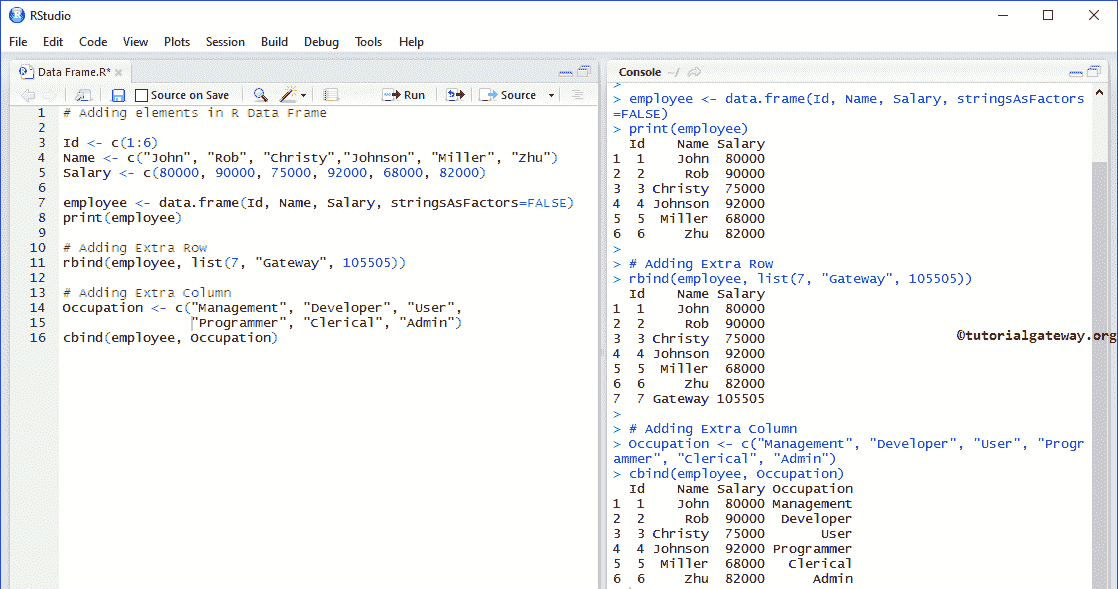 RStudio
File Edit Code View Plots Session Build Debug Tools Help
Data Frame.R*
Source on Save Run Source
1 # Adding elements in R Data Frame
2
3 Id <- c(1:6)
4 Name <- c("John", "Rob", "Christy","Johnson", "Miller", "Zhu")
5 Salary <- c(80000, 90000, 75000, 92000, 68000, 82000)
6
7 employee <- data.frame(Id, Name, Salary, stringsAsFactors=FALSE)
8 print(employee)
9
10 # Adding Extra Row
11 rbind(employee, list(7, "Gateway", 105505))
12
13 # Adding Extra Column
14 Occupation <- c("Management", "Developer", "User",
15                 "Programmer", "Clerical", "Admin")
16 cbind(employee, Occupation)
Console ~/
>
> employee <- data.frame(Id, Name, Salary, stringsAsFactors
=FALSE)
> print(employee)
  Id    Name Salary
1  1    John  80000
2  2     Rob  90000
3  3 Christy  75000
4  4 Johnson  92000
5  5  Miller  68000
6  6     Zhu  82000
>
> # Adding Extra Row
> rbind(employee, list(7, "Gateway", 105505))
  Id    Name Salary
1  1    John  80000
2  2     Rob  90000
3  3 Christy  75000
4  4 Johnson  92000
5  5  Miller  68000
6  6     Zhu  82000
7  7 Gateway 105505
>
> # Adding Extra Column
> Occupation <- c("Management", "Developer", "User", "Progr
ammer", "Clerical", "Admin")
> cbind(employee, Occupation)
  Id    Name Salary Occupation
1  1    John  80000 Management
2  2     Rob  90000  Developer
3  3 Christy  75000       User
4  4 Johnson  92000 Programmer
5  5  Miller  68000   Clerical
6  6     Zhu  82000      Admin
©tutorialgateway.org